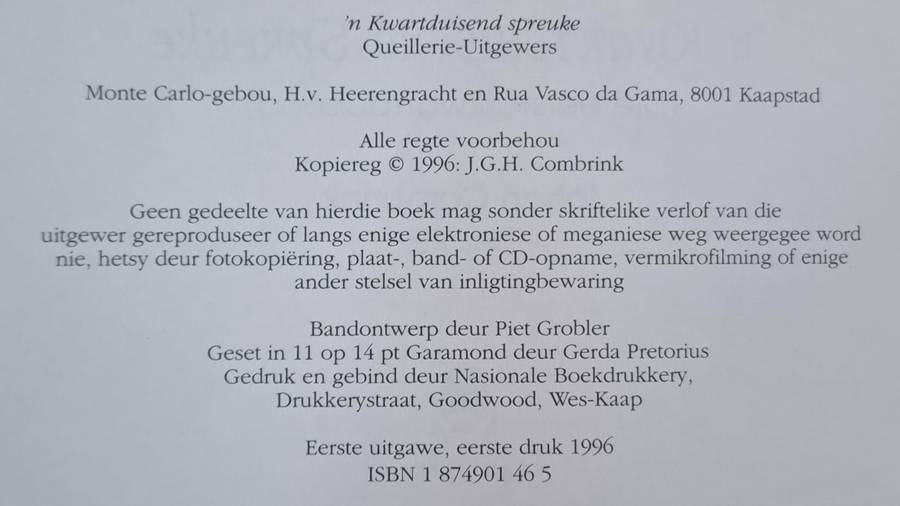 'n Kwartduisend spreuke
Queillerie-Uitgewers
Monte Carlo-gebou, H.v. Heerengracht en Rua Vasco da Gama, 8001 Kaapstad
Alle regte voorbehou
Kopiereg © 1996: J.G.H. Combrink
Geen gedeelte van hierdie boek mag sonder skriftelike verlof van die
uitgewer gereproduseer of langs enige elektroniese of meganiese weg weergegee word
nie, hetsy deur fotokopiëring, plaat-, band- of CD-opname, vermikrofilming of enige
ander stelsel van inligtingbewaring
Bandontwerp deur Piet Grobler
Geset in 11 op 14 pt Garamond deur Gerda Pretorius
Gedruk en gebind deur Nasionale Boekdrukkery,
Drukkerystraat, Goodwood, Wes-Kaap
Eerste uitgawe, eerste druk 1996
ISBN 1 874901 46 5